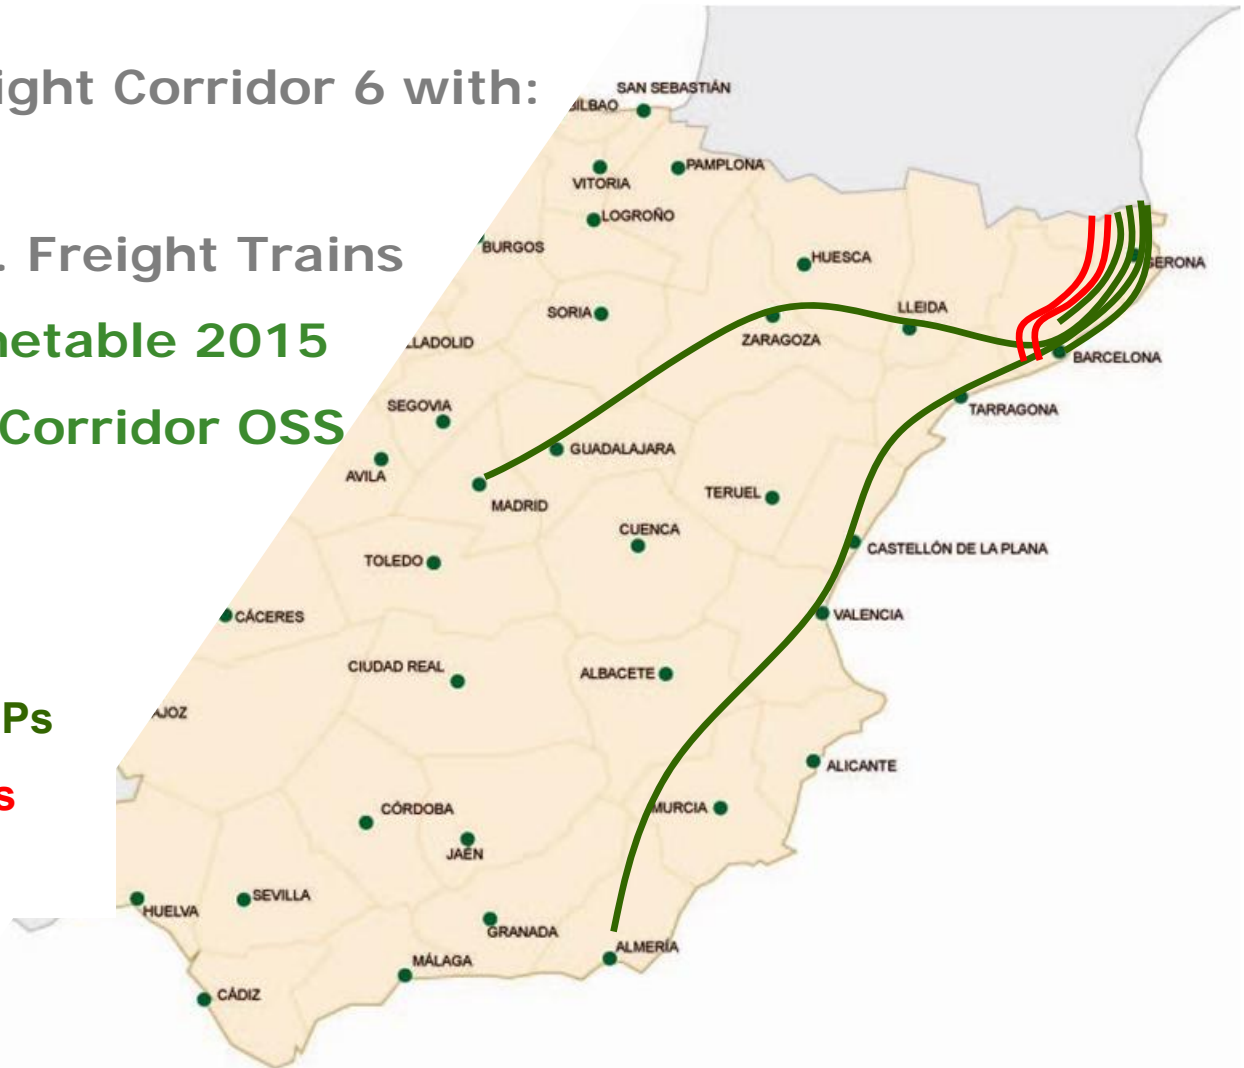 ight Corridor 6 with:
. Freight Trains
netable 2015
Corridor OSS
Ps
s
SAN SEBASTIÁN
BILBAO
PAMPLONA
VITORIA
LOGROÑO
BURGOS
HUESCA
GERONA
SORIA
LLEIDA
ZARAGOZA
LLADOLID
BARCELONA
SEGOVIA
TARRAGONA
GUADALAJARA
AVILA
TERUEL
MADRID
CUENCA
CASTELLÓN DE LA PLANA
TOLEDO
CÁCERES
VALENCIA
CIUDAD REAL
ALBACETE
AJOZ
ALICANTE
CÓRDOBA
MURCIA
JAÉN
SEVILLA
HUELVA
GRANADA
ALMERÍA
MÁLAGA
CÁDIZ